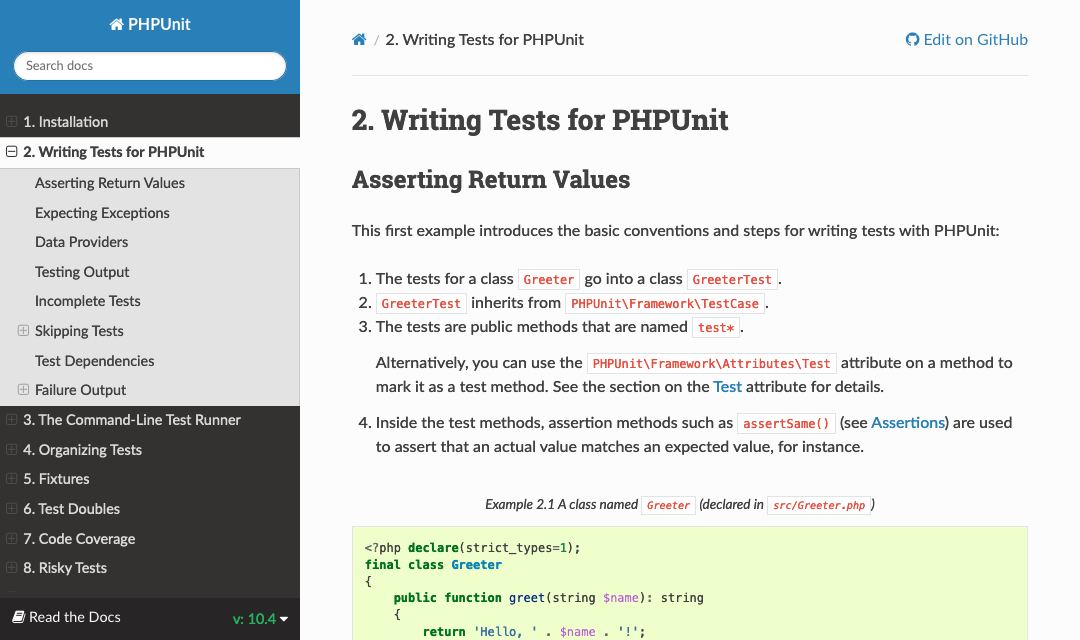 PHPUnit
Search docs
1. Installation
2. Writing Tests for PHPUnit
Asserting Return Values
Expecting Exceptions
Data Providers
Testing Output
Incomplete Tests
Skipping Tests
Test Dependencies
Failure Output
3. The Command-Line Test Runner
4. Organizing Tests
5. Fixtures
6. Test Doubles
7. Code Coverage
8. Risky Tests
Read the Docs
v: 10.4
/ 2. Writing Tests for PHPUnit
Edit on GitHub
2. Writing Tests for PHPUnit
Asserting Return Values
This first example introduces the basic conventions and steps for writing tests with PHPUnit:
1. The tests for a class Greeter go into a class GreeterTest.
2. GreeterTest inherits from PHPUnit\Framework\TestCase.
3. The tests are public methods that are named test*.
Alternatively, you can use the PHPUnit\Framework\Attributes\Test attribute on a method to
mark it as a test method. See the section on the Test attribute for details.
4. Inside the test methods, assertion methods such as assertSame() (see Assertions) are used
to assert that an actual value matches an expected value, for instance.
Example 2.1 A class named Greeter (declared in src/Greeter.php)
<?php declare(strict_types=1);
final class Greeter
{
    public function greet(string $name): string
    {
        return 'Hello, ' . $name . '!';